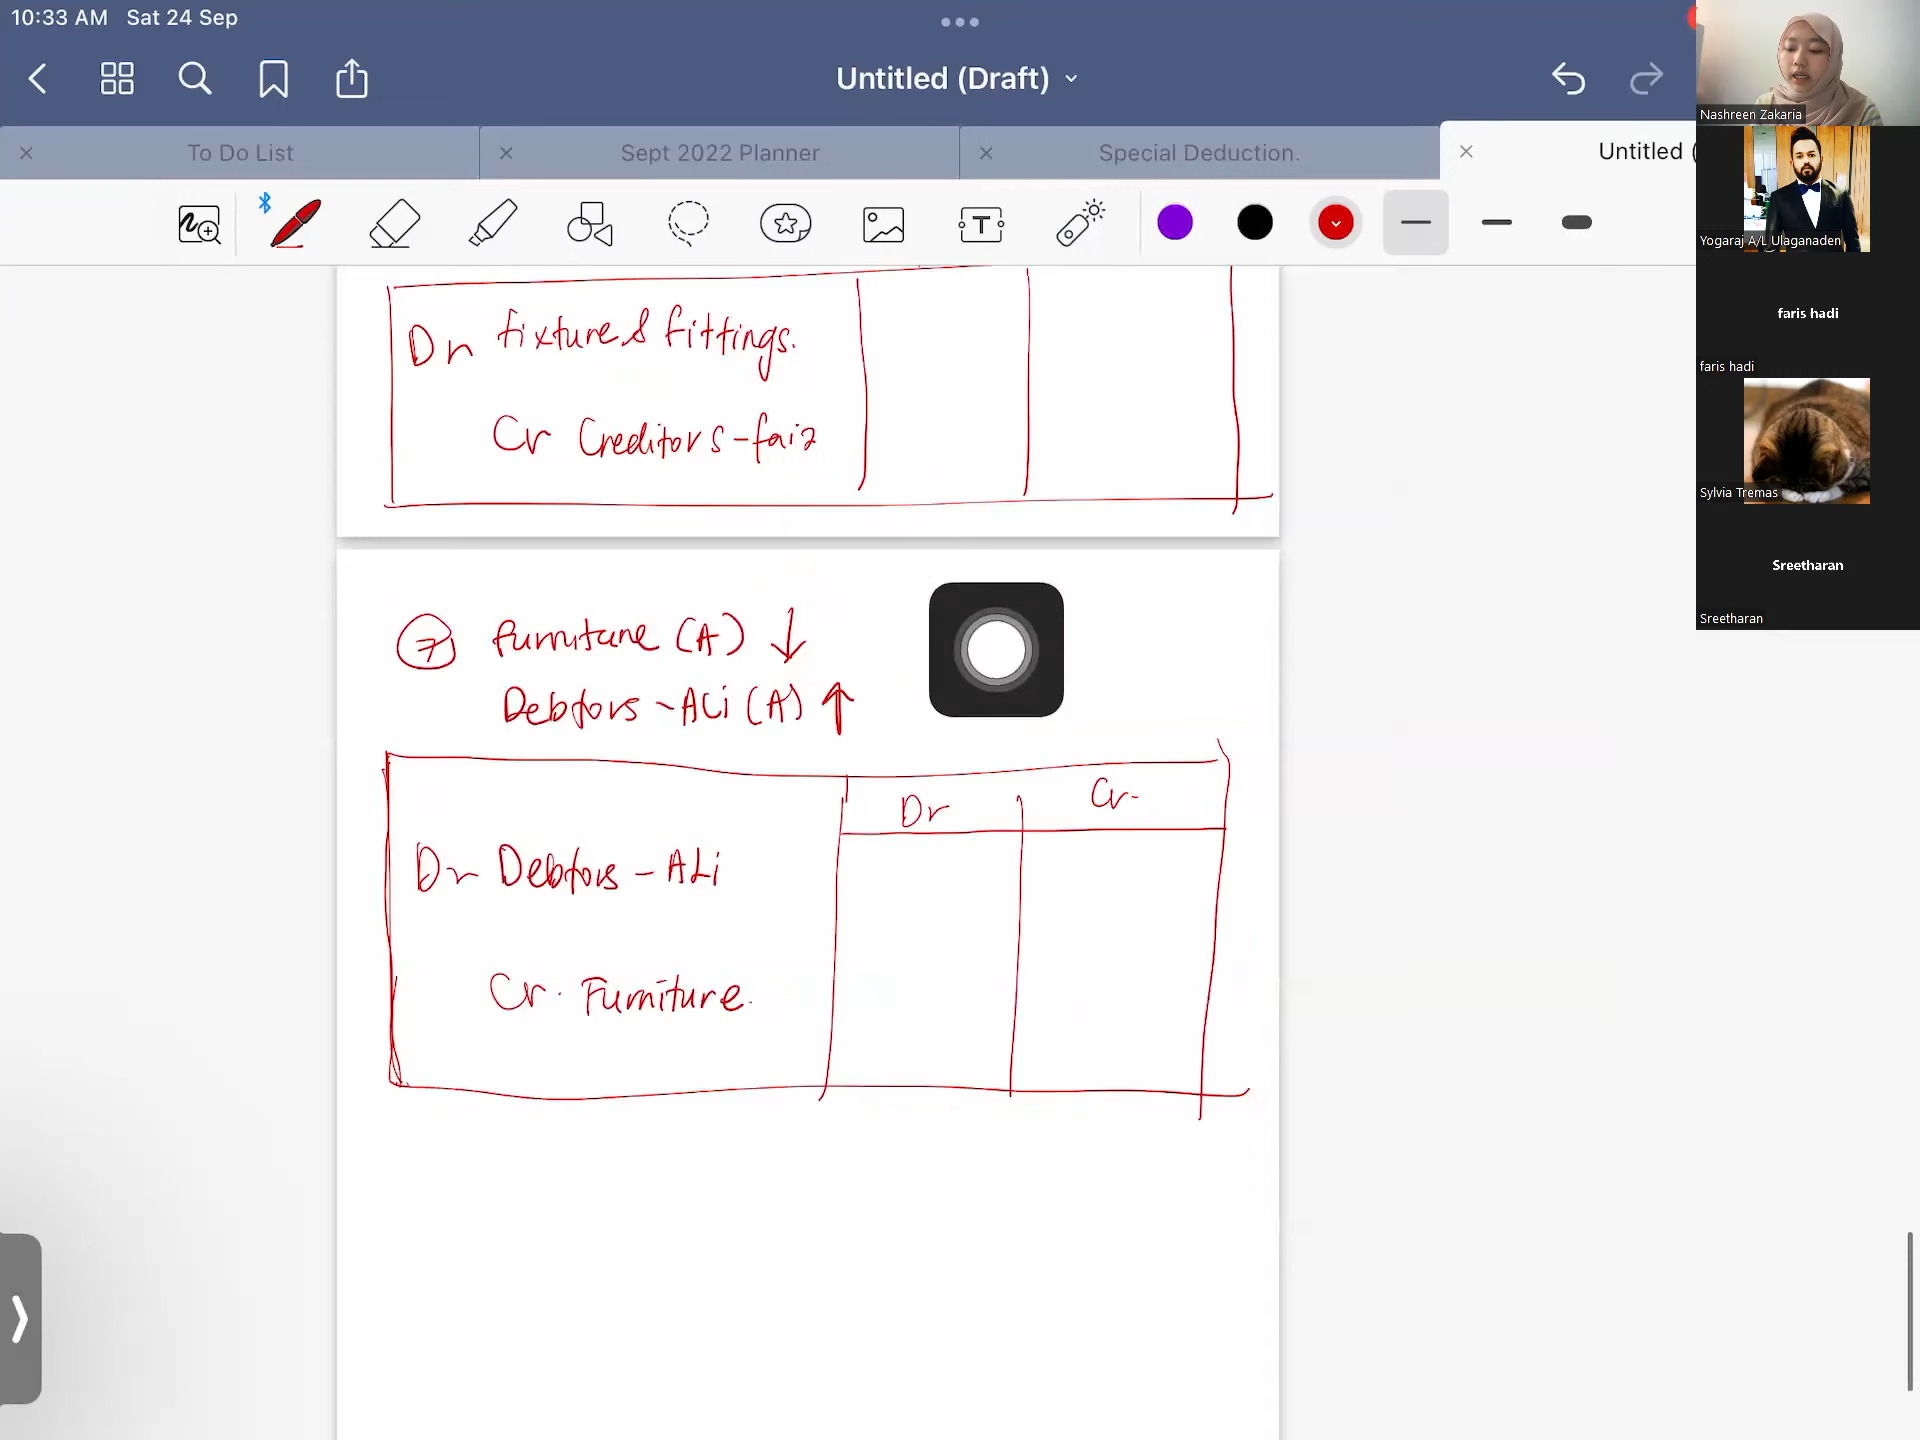 10:33 AM Sat 24 Sep
Untitled (Draft)
To Do List
Sept 2022 Planner
Special Deduction.
Untitled (
T
Dr fixture & fittings.
Cr Creditors - faiz
7 furniture (A) ↓
Debtors - ALi (A) ↑
Dr Cr.
Dr Debtors - ALi
Cr. Furniture.
Nashreen Zakaria
Yogaraj A/L Ulaganaden
faris hadi
faris hadi
Sylvia Tremas
Sreetharan
Sreetharan